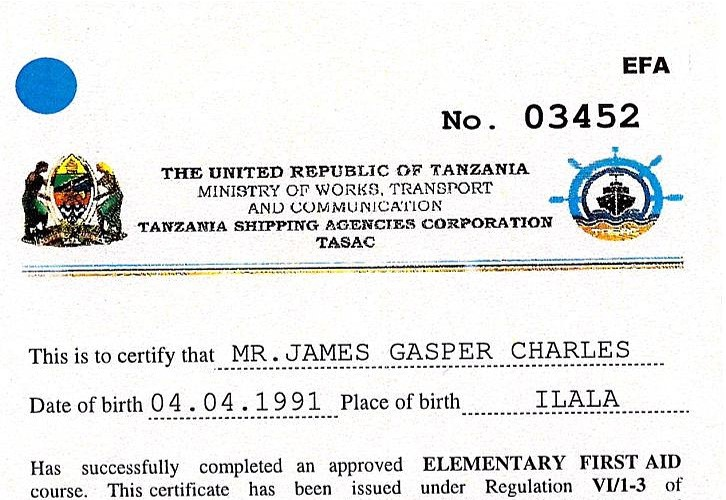 EFA
No. 03452
THE UNITED REPUBLIC OF TANZANIA
MINISTRY OF WORKS, TRANSPORT
AND COMMUNICATION
TANZANIA SHIPPING AGENCIES CORPORATION
TASAC
This is to certify that MR.JAMES GASPER CHARLES
Date of birth 04.04.1991 Place of birth ILALA
Has successfully completed an approved ELEMENTARY FIRST AID
course. This certificate has been issued under Regulation VI/1-3 of